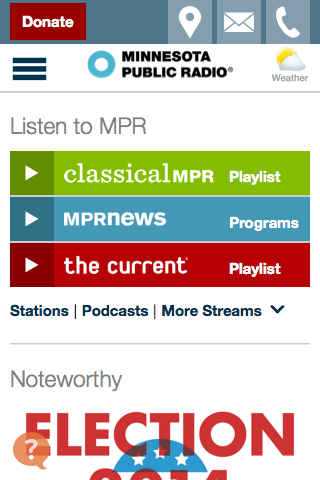 Donate
MINNESOTA
PUBLIC RADIO®
Weather
Listen to MPR
classicalMPR Playlist
MPRnews Programs
the current® Playlist
Stations | Podcasts | More Streams
Noteworthy
ELECTION
2014
?